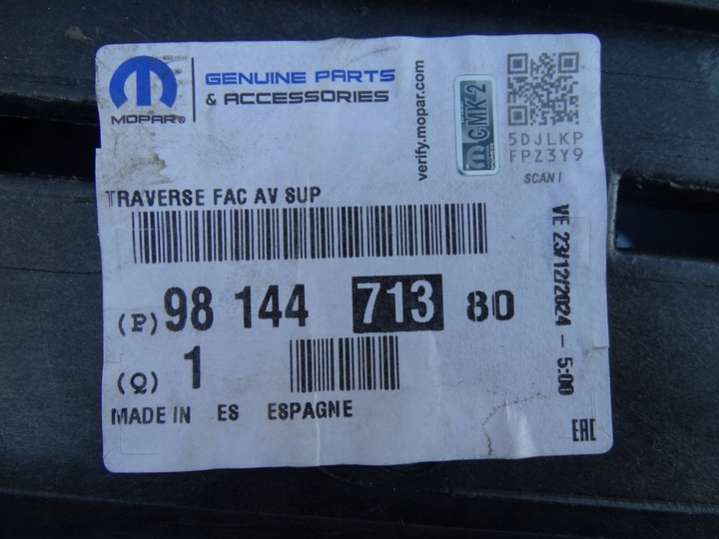 MOPAR®
GENUINE PARTS
& ACCESSORIES
verify.mopar.com
CMK-2
5DJLKP
FPZ3Y9
SCAN !
TRAVERSE FAC AV SUP
(P) 98 144 713 80
(Q) 1
MADE IN ES ESPAGNE
VE 23/12/2024 - 5:00
EAC